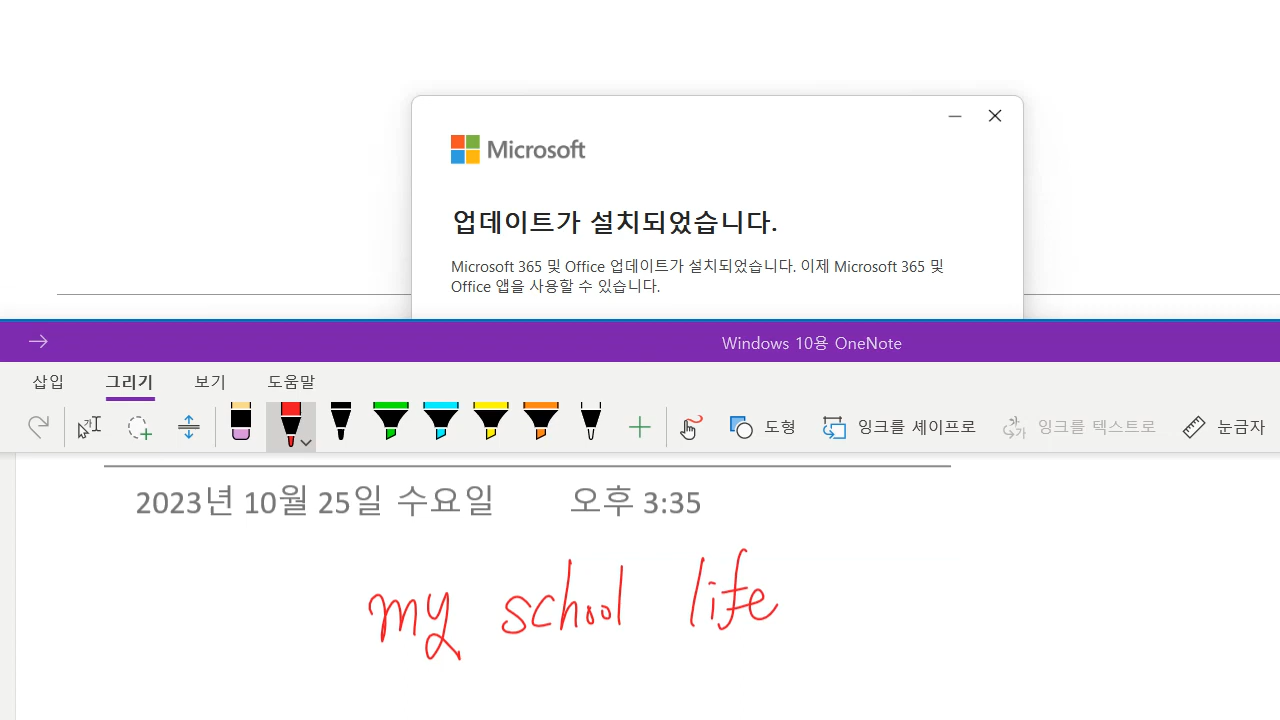 Microsoft
업데이트가 설치되었습니다.
Microsoft 365 및 Office 업데이트가 설치되었습니다. 이제 Microsoft 365 및
Office 앱을 사용할 수 있습니다.
Windows 10용 OneNote
삽입 그리기 보기 도움말
도형 잉크를 셰이프로 잉크를 텍스트로 눈금자
2023년 10월 25일 수요일 오후 3:35
my school life